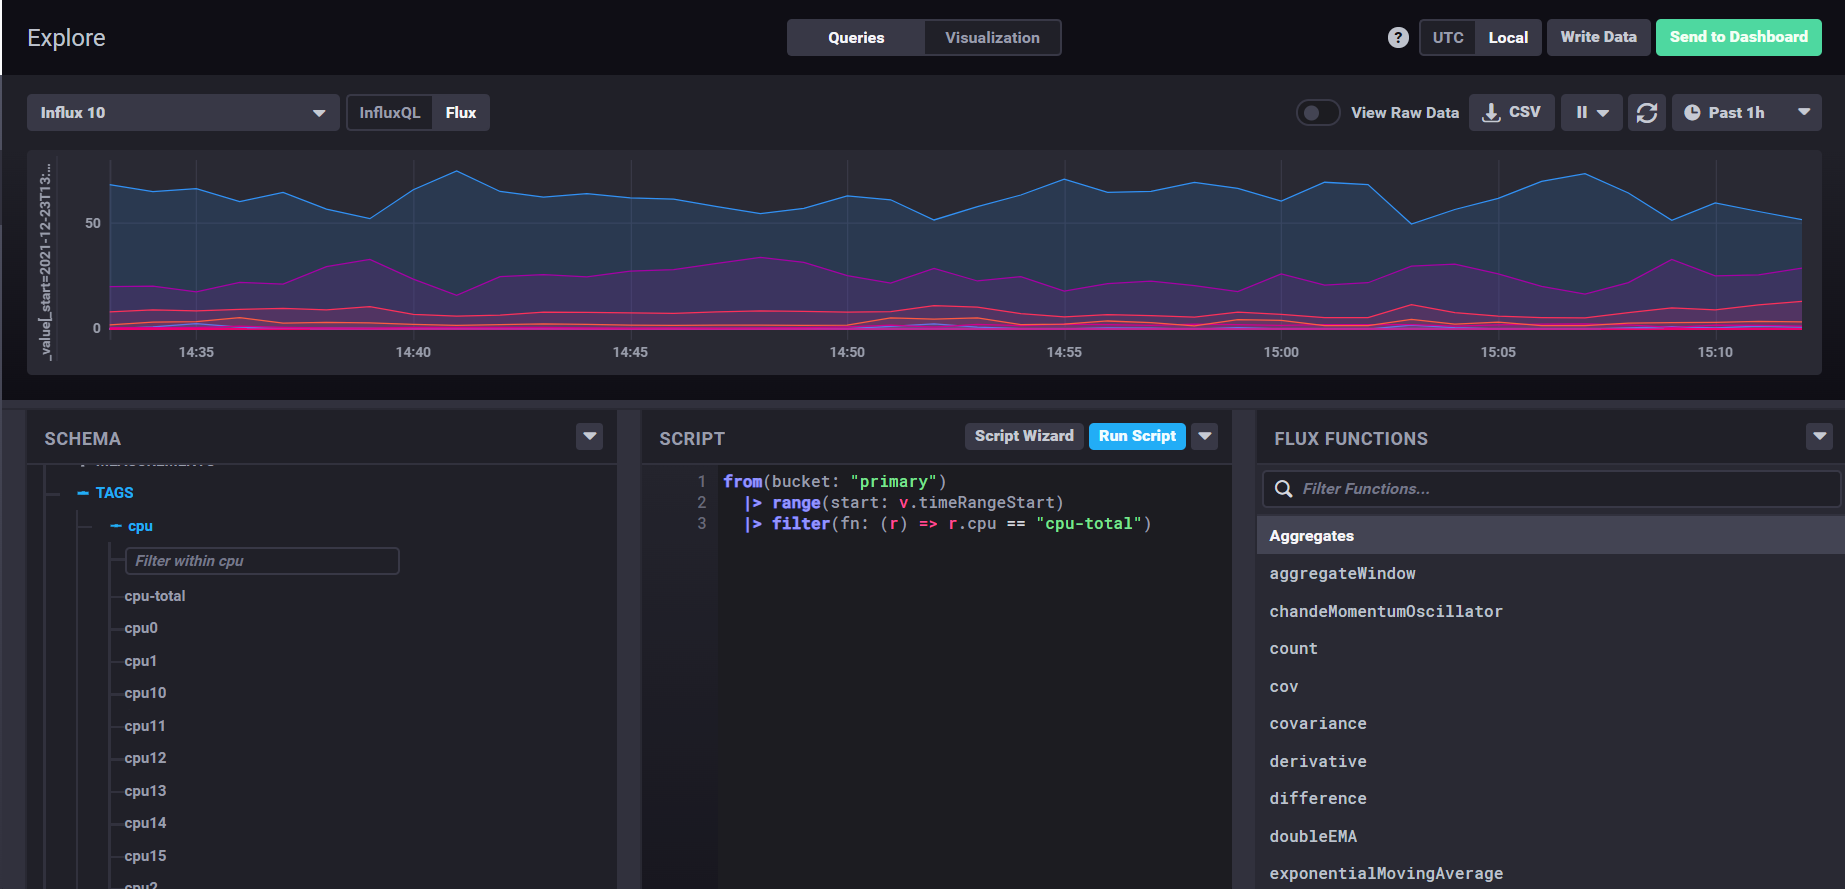 Explore
Queries
Visualization
?
UTC
Local
Write Data
Send to Dashboard
Influx 10
InfluxQL
Flux
View Raw Data
CSV
Past 1h
_value[_start=2021-12-23T13:...
50
0
14:35
14:40
14:45
14:50
14:55
15:00
15:05
15:10
SCHEMA
MEASUREMENTS
TAGS
cpu
Filter within cpu
cpu-total
cpu0
cpu1
cpu10
cpu11
cpu12
cpu13
cpu14
cpu15
cpu2
SCRIPT
Script Wizard
Run Script
1 from(bucket: "primary")
2 |> range(start: v.timeRangeStart)
3 |> filter(fn: (r) => r.cpu == "cpu-total")
FLUX FUNCTIONS
Filter Functions...
Aggregates
aggregateWindow
chandeMomentumOscillator
count
cov
covariance
derivative
difference
doubleEMA
exponentialMovingAverage